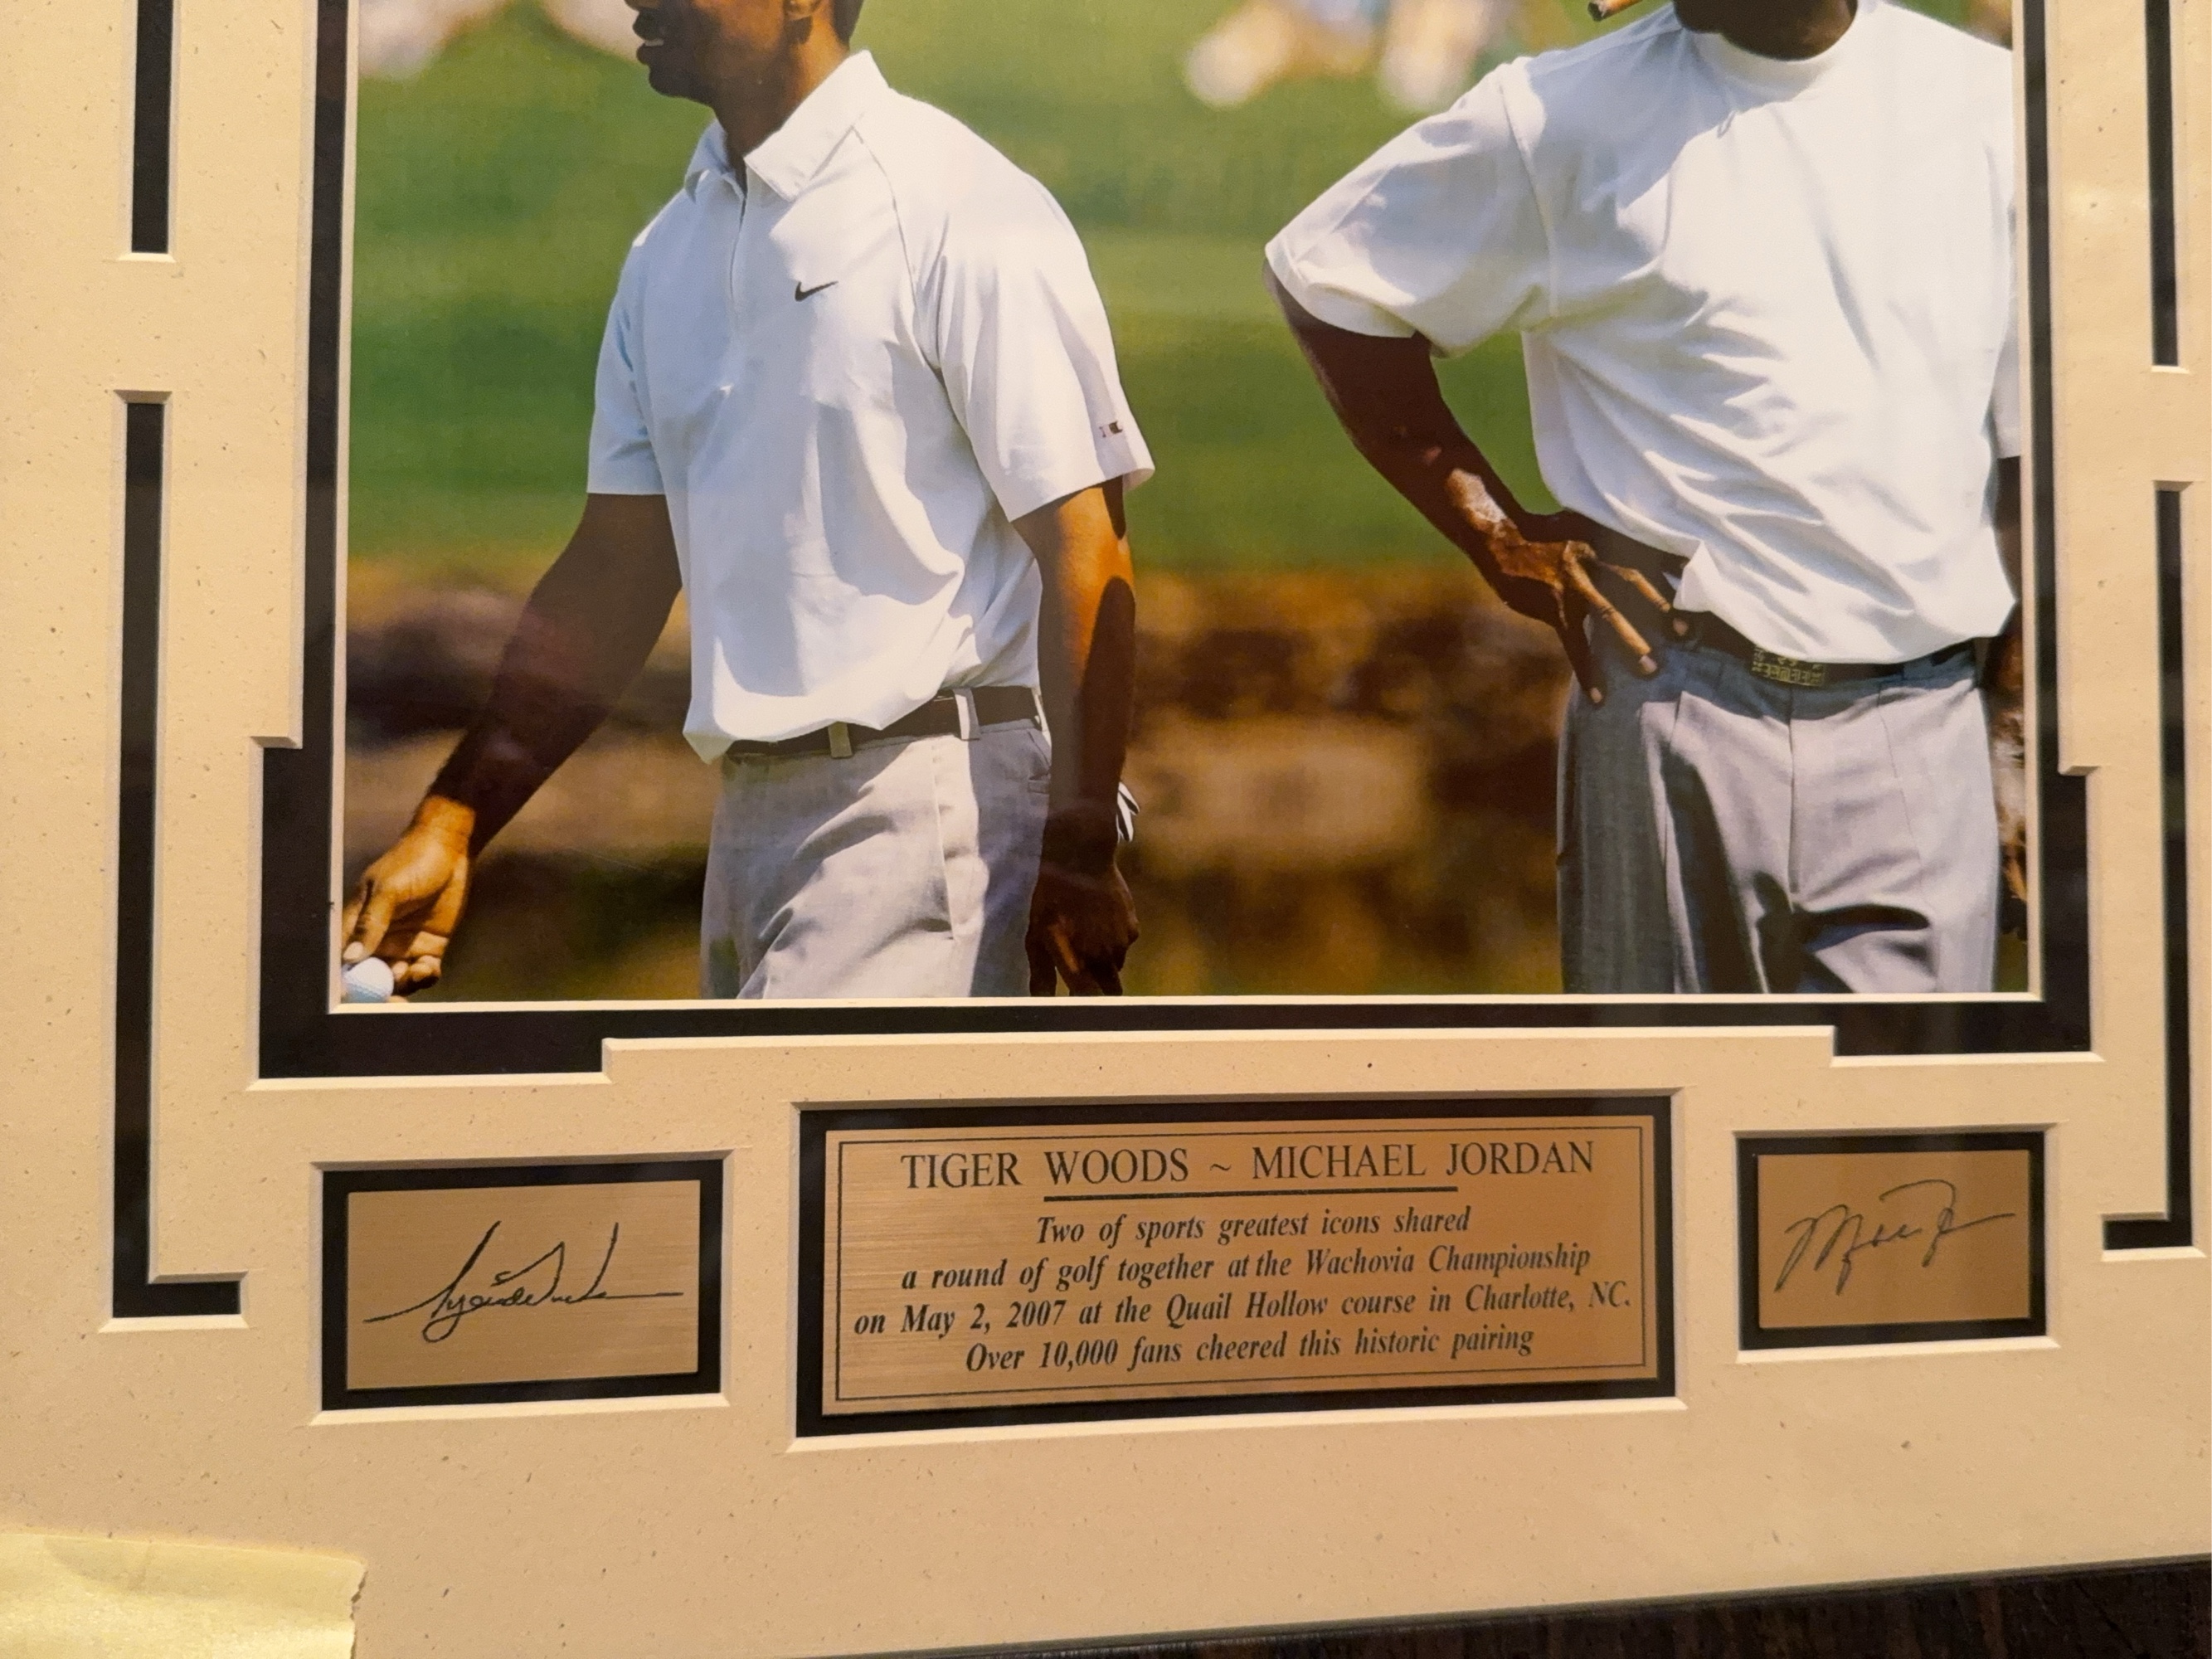 TIGER WOODS ~ MICHAEL JORDAN
Two of sports greatest icons shared
a round of golf together at the Wachovia Championship
on May 2, 2007 at the Quail Hollow course in Charlotte, NC.
Over 10,000 fans cheered this historic pairing